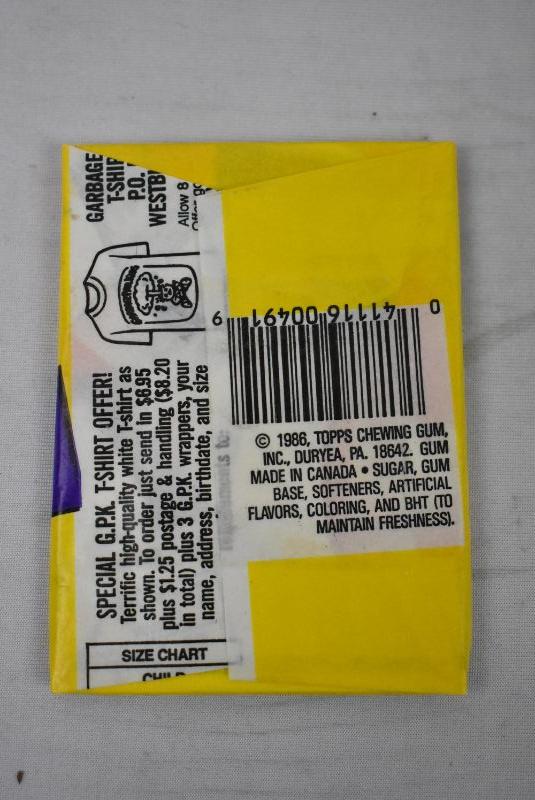 GARBAGE
T-SHIR
P.O.
WESTB
Allow 8
SPECIAL G.P.K. T-SHIRT OFFER!
Terrific high-quality white T-shirt as
shown. To order just send in $6.95
plus $1.25 postage & handling ($8.20
in total) plus 3 G.P.K. wrappers, your
name, address, birthdate, and size
SIZE CHART
CHILD
0 41116 00491 6
© 1986, TOPPS CHEWING GUM,
INC., DURYEA, PA. 18642. GUM
MADE IN CANADA • SUGAR, GUM
BASE, SOFTENERS, ARTIFICIAL
FLAVORS, COLORING, AND BHT (TO
MAINTAIN FRESHNESS).